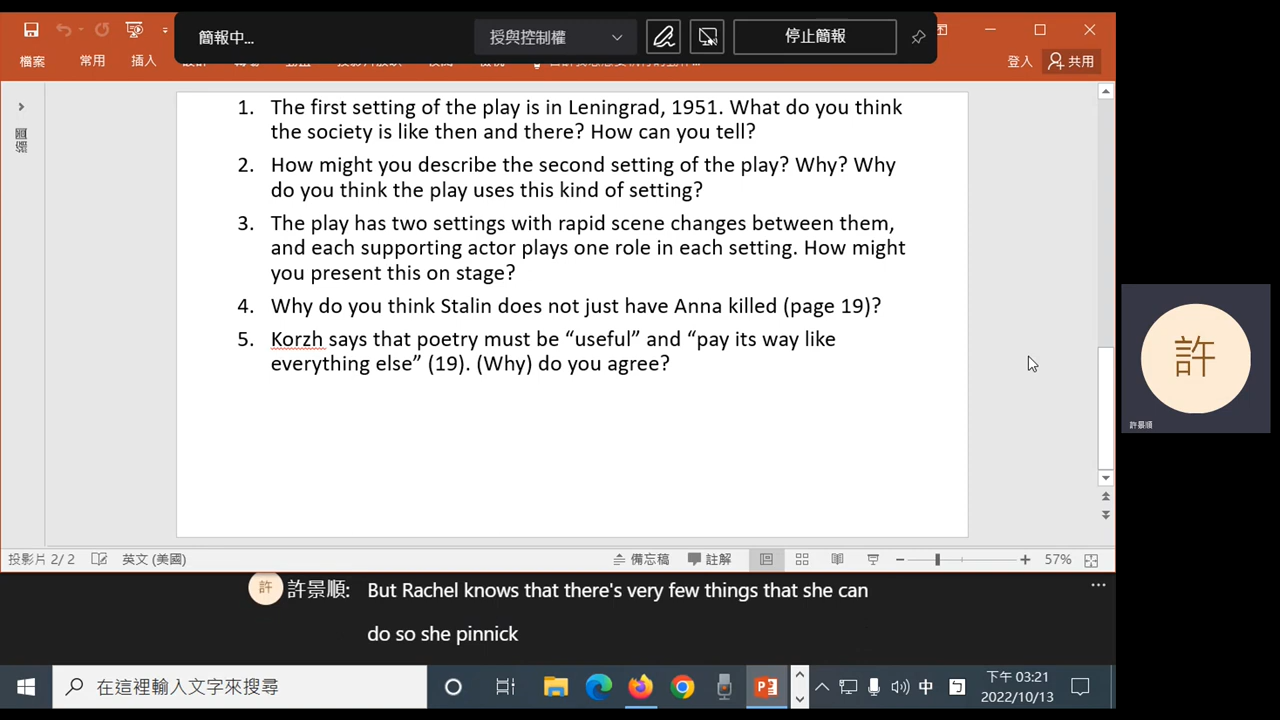 簡報中...
授與控制權
停止簡報
檔案
常用
插入
登入
共用
1. The first setting of the play is in Leningrad, 1951. What do you think
the society is like then and there? How can you tell?
2. How might you describe the second setting of the play? Why? Why
do you think the play uses this kind of setting?
3. The play has two settings with rapid scene changes between them,
and each supporting actor plays one role in each setting. How might
you present this on stage?
4. Why do you think Stalin does not just have Anna killed (page 19)?
5. Korzh says that poetry must be “useful” and “pay its way like
everything else” (19). (Why) do you agree?
許
許景順
投影片 2/ 2
英文 (美國)
備忘稿
註解
57%
許
許景順:
But Rachel knows that there's very few things that she can
do so she pinnick
在這裡輸入文字來搜尋
中
下午 03:21
2022/10/13